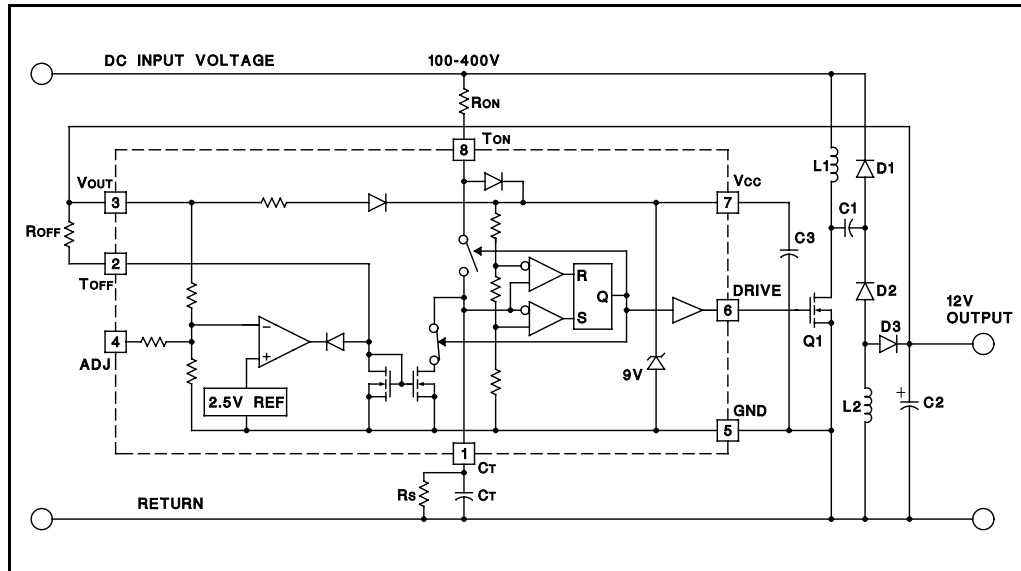 DC INPUT VOLTAGE
100-400V
RON
TON
8
VOUT
3
VCC
7
L1
D1
C1
ROFF
2
TOFF
C3
R
Q
S
DRIVE
6
D2
12V
OUTPUT
4
ADJ
−
+
Q1
D3
9V
2.5V REF
GND
5
L2
+
C2
1
CT
RS
CT
RETURN